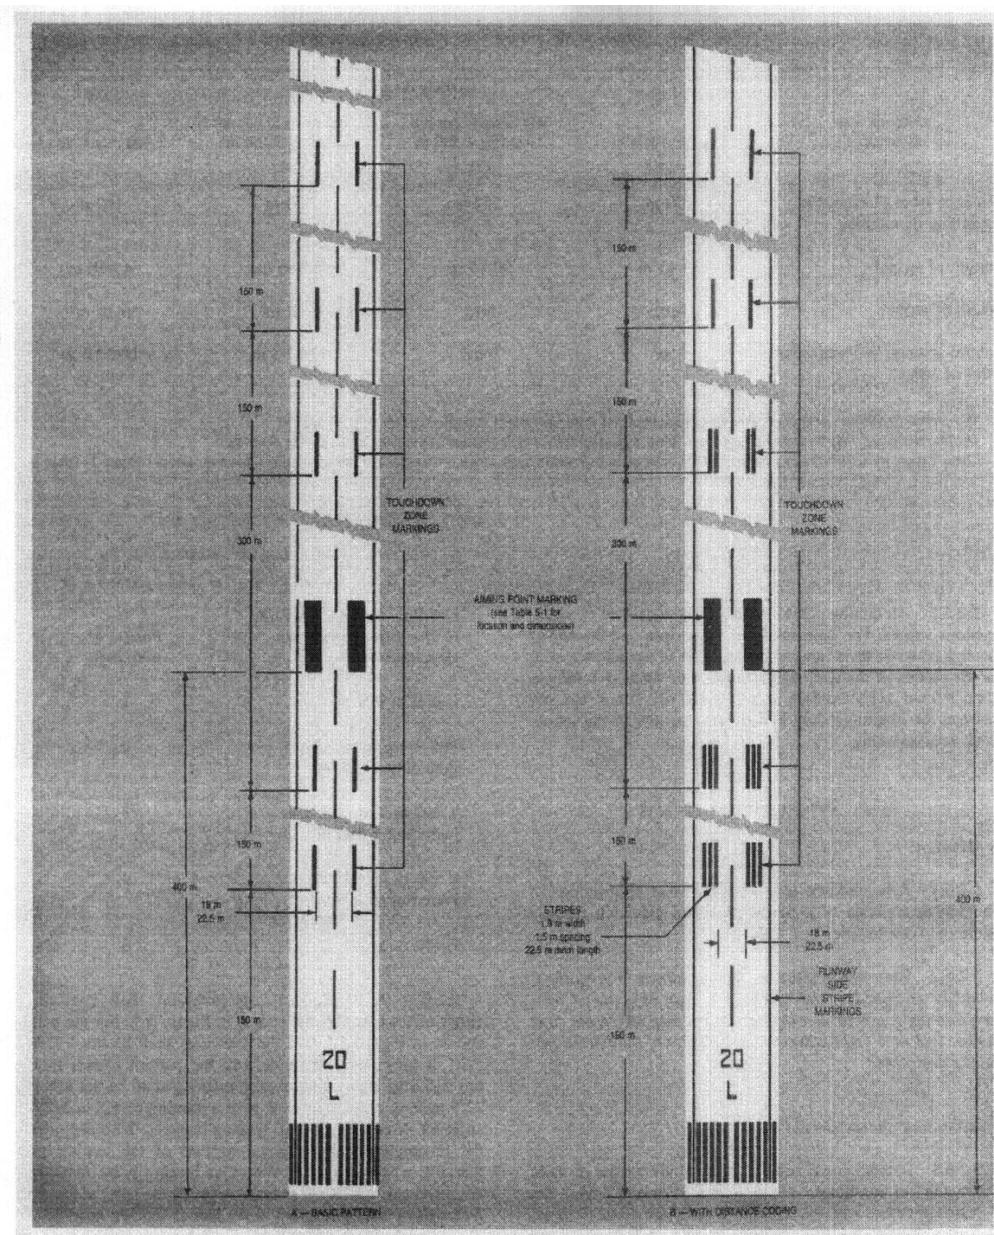 150 m
150 m
300 m
TOUCHDOWN
ZONE
MARKINGS
150 m
400 m
18 m
22.5 m
150 m
20
L
A — BASIC PATTERN
AIMING POINT MARKING
(see Table 5-1 for
location and dimensions)
150 m
150 m
300 m
TOUCHDOWN
ZONE
MARKINGS
150 m
STRIPES
1.8 m width
1.5 m spacing
22.5 m min length
18 m
22.5 m
400 m
RUNWAY
SIDE
STRIPE
MARKINGS
150 m
20
L
B — WITH DISTANCE CODING